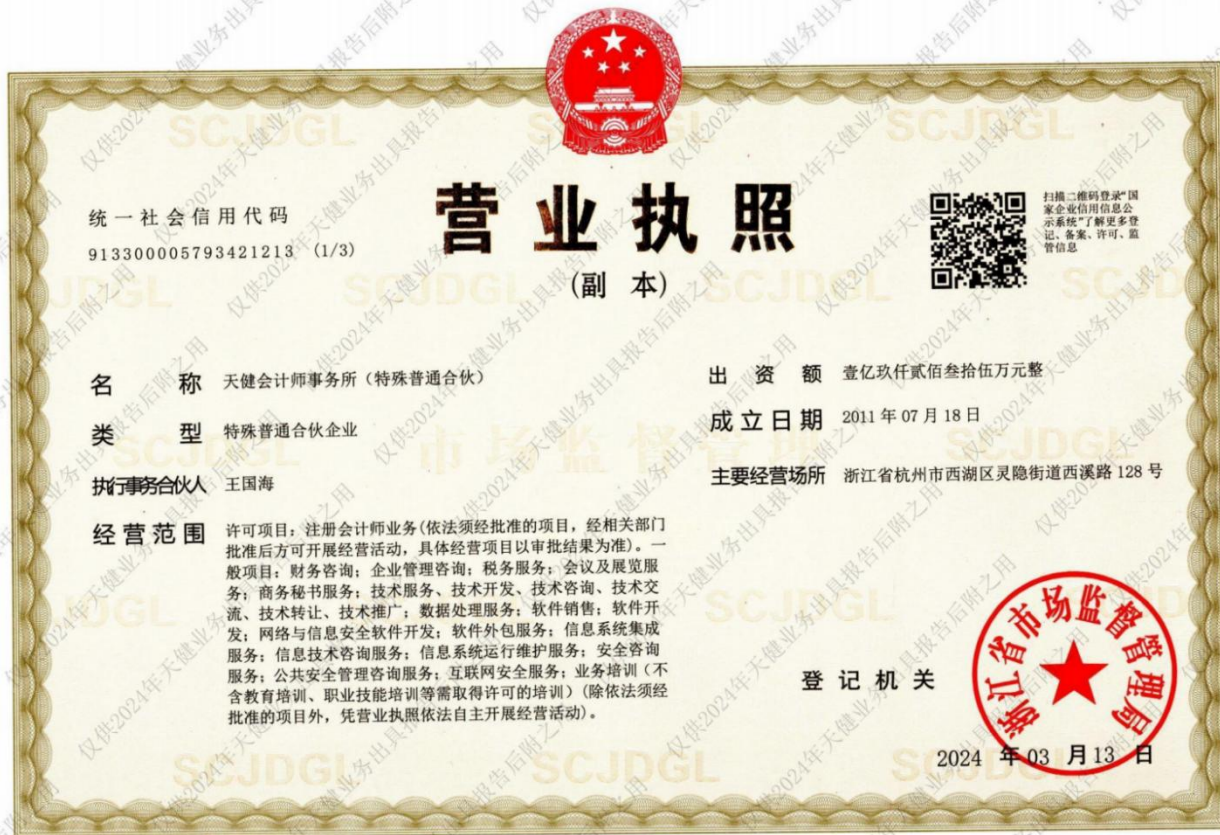 营业执照
(副 本)
统一社会信用代码
913300005793421213 (1/3)
扫描二维码登录“国
家企业信用信息公
示系统”了解更多登
记、备案、许可、监
管信息
名 称 天健会计师事务所（特殊普通合伙）
类 型 特殊普通合伙企业
执行事务合伙人 王国海
经营范围 许可项目：注册会计师业务(依法须经批准的项目，经相关部门
批准后方可开展经营活动，具体经营项目以审批结果为准)。一
般项目：财务咨询；企业管理咨询；税务服务；会议及展览服
务；商务秘书服务；技术服务、技术开发、技术咨询、技术交
流、技术转让、技术推广；数据处理服务；软件销售；软件开
发；网络与信息安全软件开发；软件外包服务；信息系统集成
服务；信息技术咨询服务；信息系统运行维护服务；安全咨询
服务；公共安全管理咨询服务；互联网安全服务；业务培训（不
含教育培训、职业技能培训等需取得许可的培训）(除依法须经
批准的项目外，凭营业执照依法自主开展经营活动)。
出 资 额 壹亿玖仟贰佰叁拾伍万元整
成立日期 2011 年 07 月 18 日
主要经营场所 浙江省杭州市西湖区灵隐街道西溪路 128 号
登记机关
浙江省市场监督管理局
2024 年 03 月 13 日
SCJDGL
市场监督管理
仅供2024年天健业务出具报告后附之用